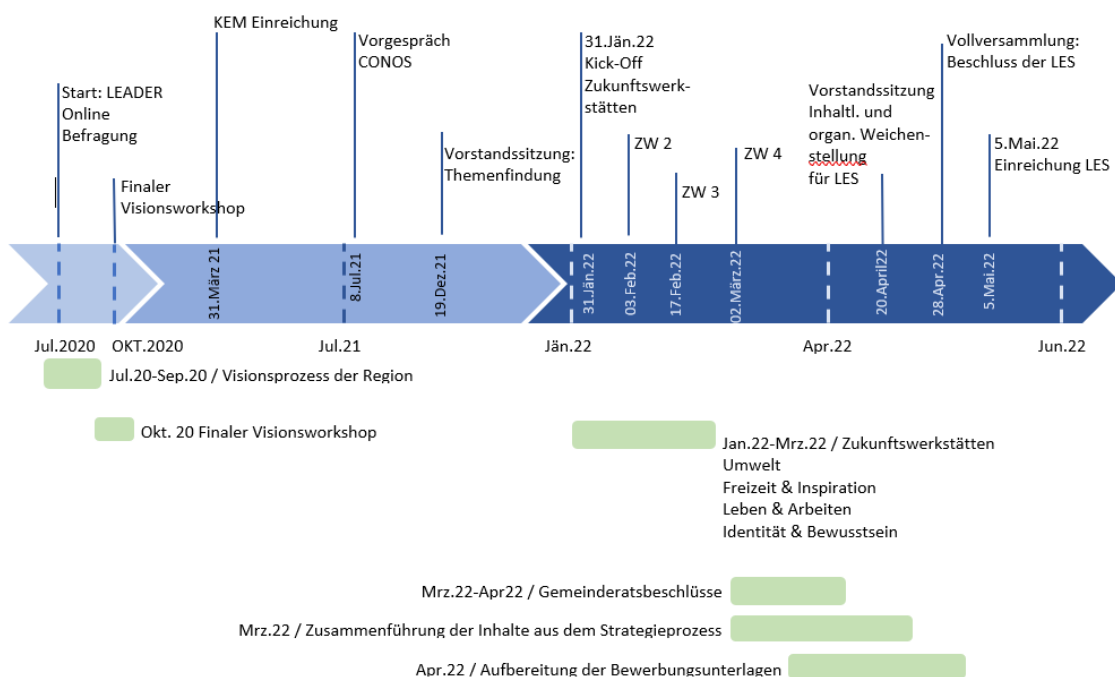 KEM Einreichung
Vorgespräch
CONOS
31.Jän.22
Kick-Off
Zukunftswerk-
stätten
Vollversammlung:
Beschluss der LES
Start: LEADER
Online
Befragung
Vorstandssitzung
Inhaltl. und
organ. Weichen-
stellung
für LES
Finaler
Visionsworkshop
Vorstandssitzung:
Themenfindung
ZW 2
ZW 3
ZW 4
5.Mai.22
Einreichung LES
31.März 21
8.Jul.21
19.Dez.21
31.Jän.22
03.Feb.22
17.Feb.22
02.März.22
20.April22
28.Apr.22
5.Mai.22
Jul.2020
OKT.2020
Jul.21
Jän.22
Apr.22
Jun.22
Jul.20-Sep.20 / Visionsprozess der Region
Okt. 20 Finaler Visionsworkshop
Jan.22-Mrz.22 / Zukunftswerkstätten
Umwelt
Freizeit & Inspiration
Leben & Arbeiten
Identität & Bewusstsein
Mrz.22-Apr22 / Gemeinderatsbeschlüsse
Mrz.22 / Zusammenführung der Inhalte aus dem Strategieprozess
Apr.22 / Aufbereitung der Bewerbungsunterlagen